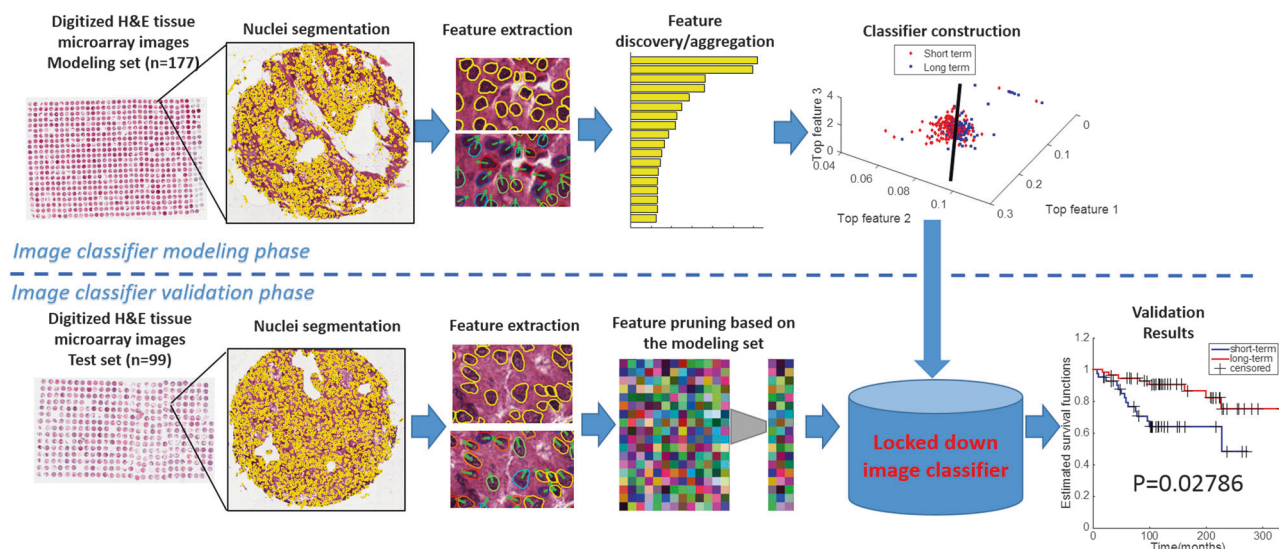 Digitized H&E tissue
microarray images
Modeling set (n=177)
Nuclei segmentation
Feature extraction
Feature
discovery/aggregation
Classifier construction
Short term
Long term
Top feature 3
4
2
0
0.04
0.06
0.08
0.1
0.3
0.2
0.1
0
Top feature 2
Top feature 1
Image classifier modeling phase
Image classifier validation phase
Digitized H&E tissue
microarray images
Test set (n=99)
Nuclei segmentation
Feature extraction
Feature pruning based on
the modeling set
Locked down
image classifier
Validation
Results
short-term
long-term
censored
Estimated survival functions
1.2
1
0.8
0.6
0.4
0.2
0
P=0.02786
0
100
200
300
Time(months)